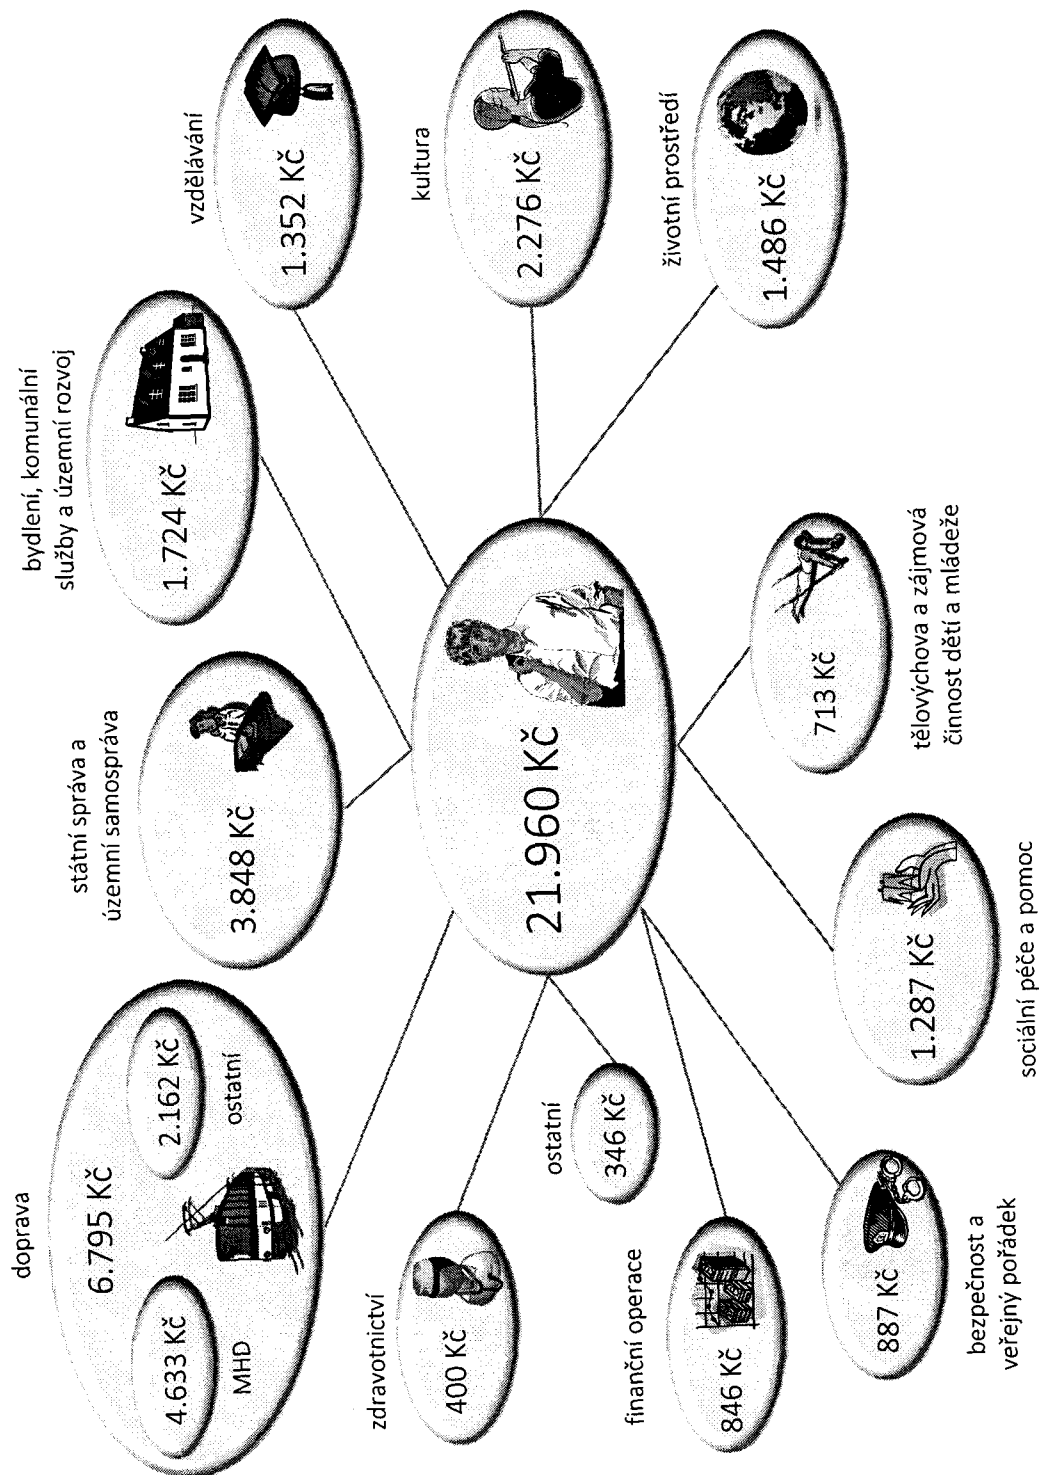 doprava
6.795 Kč
4.633 Kč
MHD
2.162 Kč
ostatní
státní správa a
územní samospráva
3.848 Kč
bydlení, komunální
služby a územní rozvoj
1.724 Kč
vzdělávání
1.352 Kč
kultura
2.276 Kč
životní prostředí
1.486 Kč
zdravotnictví
400 Kč
ostatní
346 Kč
21.960 Kč
finanční operace
846 Kč
887 Kč
bezpečnost a
veřejný pořádek
1.287 Kč
sociální péče a pomoc
713 Kč
tělovýchova a zájmová
činnost dětí a mládeže